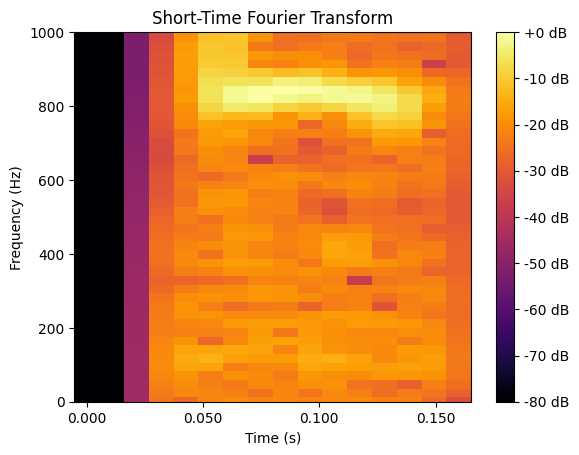 Short-Time Fourier Transform
1000
800
600
400
200
0
Frequency (Hz)
0.000
0.050
0.100
0.150
Time (s)
+0 dB
-10 dB
-20 dB
-30 dB
-40 dB
-50 dB
-60 dB
-70 dB
-80 dB